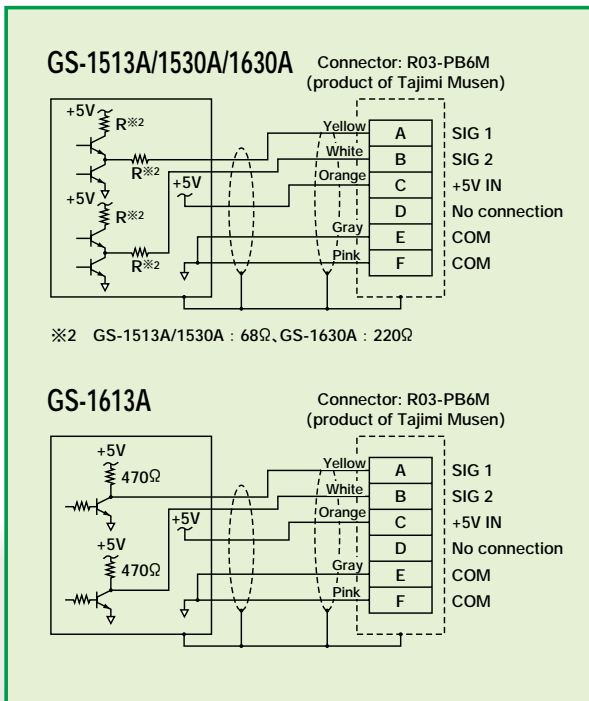 GS-1513A/1530A/1630A
Connector: R03-PB6M
(product of Tajimi Musen)
+5V
R※2
R※2
+5V
+5V
R※2
R※2
Yellow
White
Orange
Gray
Pink
A SIG 1
B SIG 2
C +5V IN
D No connection
E COM
F COM
※2 GS-1513A/1530A : 68Ω、GS-1630A : 220Ω
GS-1613A
Connector: R03-PB6M
(product of Tajimi Musen)
+5V
470Ω
+5V
+5V
470Ω
Yellow
White
Orange
Gray
Pink
A SIG 1
B SIG 2
C +5V IN
D No connection
E COM
F COM